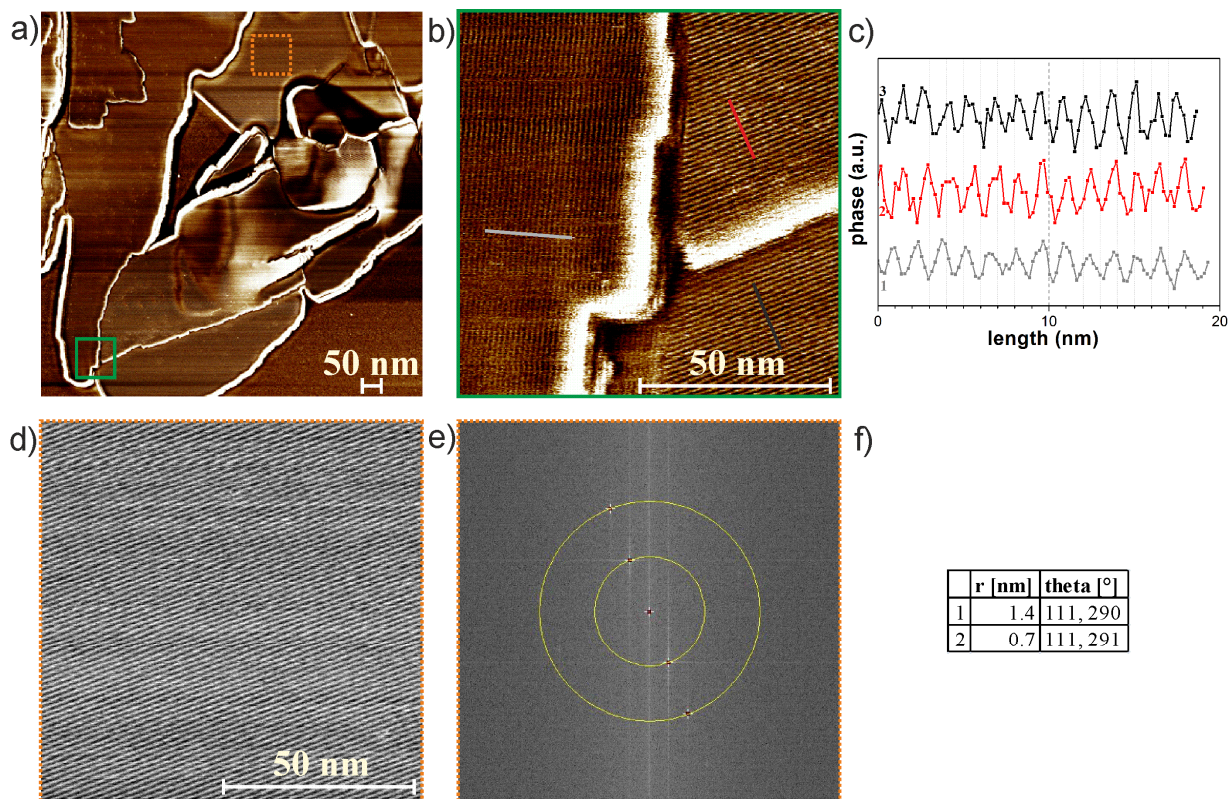 a)
50 nm
b)
50 nm
c)
3
2
1
phase (a.u.)
0 10 20
length (nm)
d)
50 nm
e)
f)
r [nm] theta [°]
1 1.4 111, 290
2 0.7 111, 291